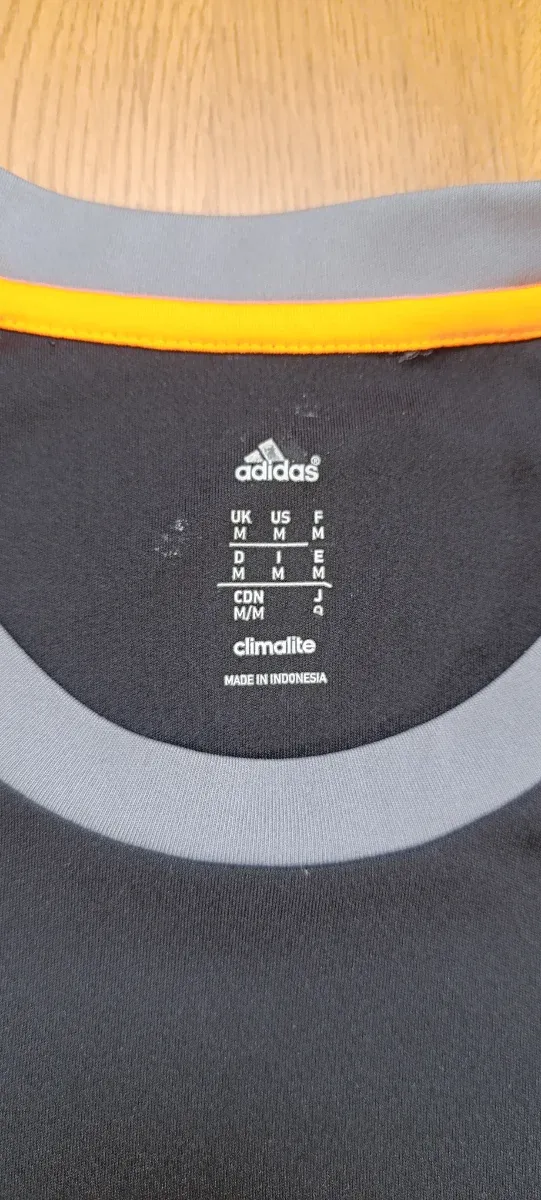 adidas®
UK US F
M M M
D I E
M M M
CDN J
M/M
climalite
MADE IN INDONESIA